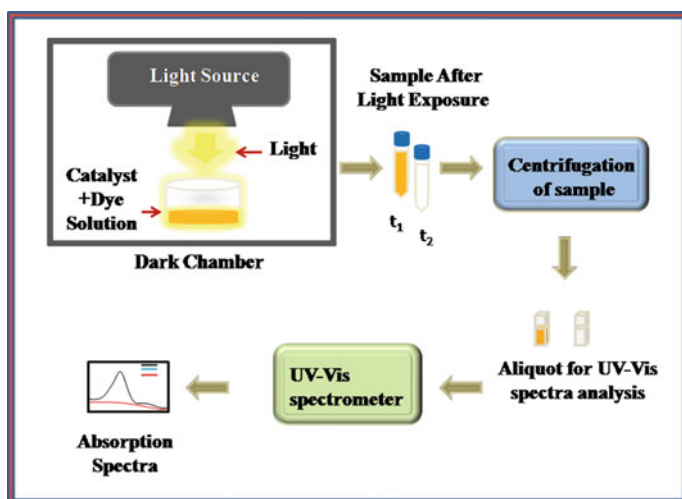 Light Source
Light
Catalyst
+Dye
Solution
Dark Chamber
Sample After
Light Exposure
t1
t2
Centrifugation
of sample
Aliquot for UV-Vis
spectra analysis
UV-Vis
spectrometer
Absorption
Spectra